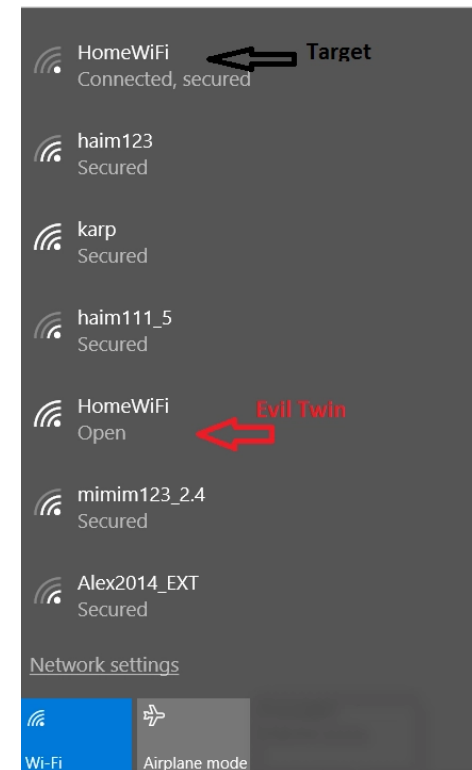 HomeWiFi Target
Connected, secured
haim123
Secured
karp
Secured
haim111_5
Secured
HomeWiFi Evil Twin
Open
mimim123_2.4
Secured
Alex2014_EXT
Secured
Network settings
Wi-Fi Airplane mode